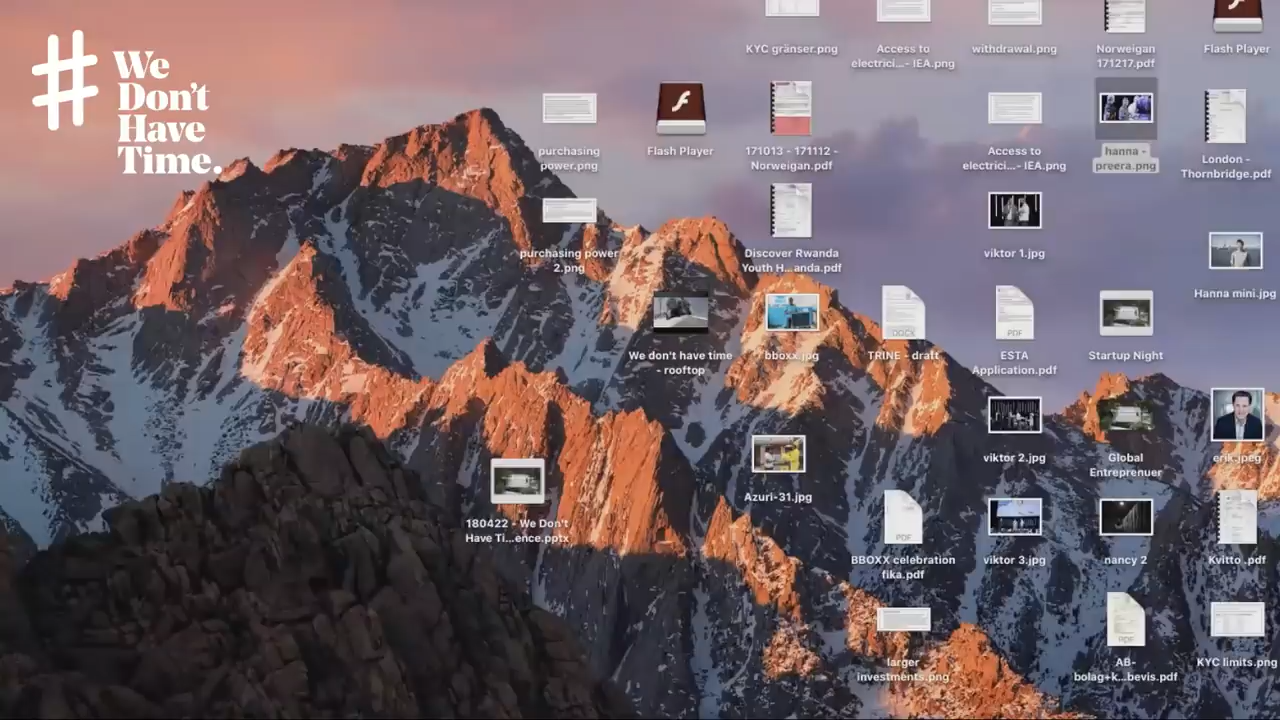 # We
Don't
Have
Time.
KYC gränser.png
Access to
electrici...- IEA.png
withdrawal.png
Norweigan
171217.pdf
Flash Player
purchasing
power.png
Flash Player
171013 - 171112 -
Norweigan.pdf
Access to
electrici...- IEA.png
hanna -
preera.png
London -
Thornbridge.pdf
purchasing power
2.png
Discover Rwanda
Youth H...anda.pdf
viktor 1.jpg
Hanna mini.jpg
We don't have time
- rooftop
bboxx.jpg
DOCX
TRINE - draft
PDF
ESTA
Application.pdf
Startup Night
viktor 2.jpg
Global
Entreprenuer
erik.jpeg
Azuri-31.jpg
180422 - We Don't
Have Ti...ence.pptx
PDF
BBOXX celebration
fika.pdf
viktor 3.jpg
nancy 2
Kvitto .pdf
larger
investments.png
PDF
AB-
bolag+k...bevis.pdf
KYC limits.png